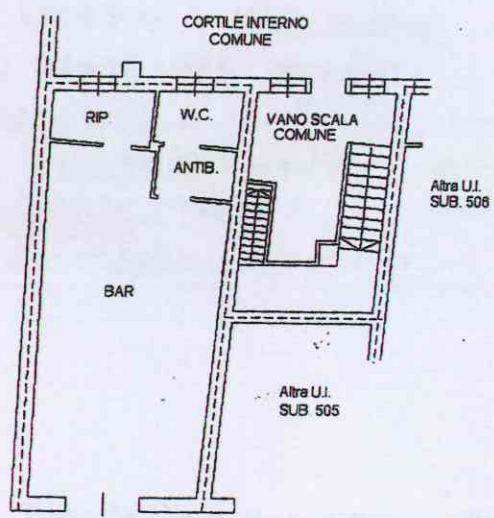 CORTILE INTERNO
COMUNE
RIP.
W.C.
VANO SCALA
COMUNE
ANTIB.
Altra U.I.
SUB. 506
BAR
Altra U.I.
SUB 505